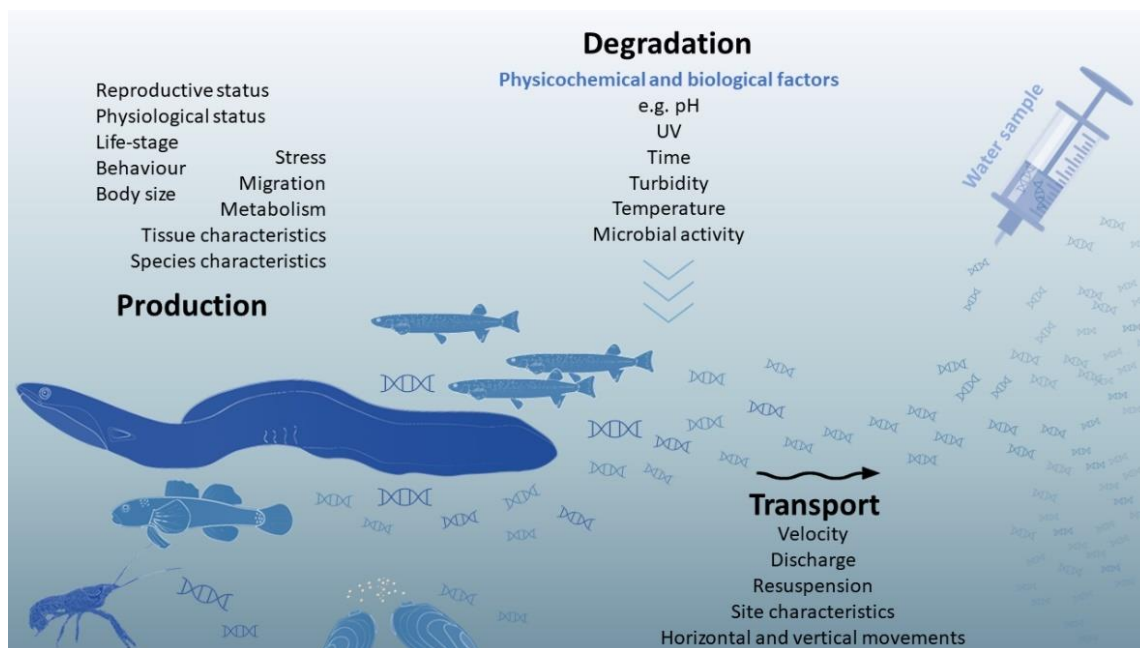 Reproductive status
Physiological status
Life-stage
Behaviour
Body size
Stress
Migration
Metabolism
Tissue characteristics
Species characteristics
Production
Degradation
Physicochemical and biological factors
e.g. pH
UV
Time
Turbidity
Temperature
Microbial activity
Water sample
Transport
Velocity
Discharge
Resuspension
Site characteristics
Horizontal and vertical movements